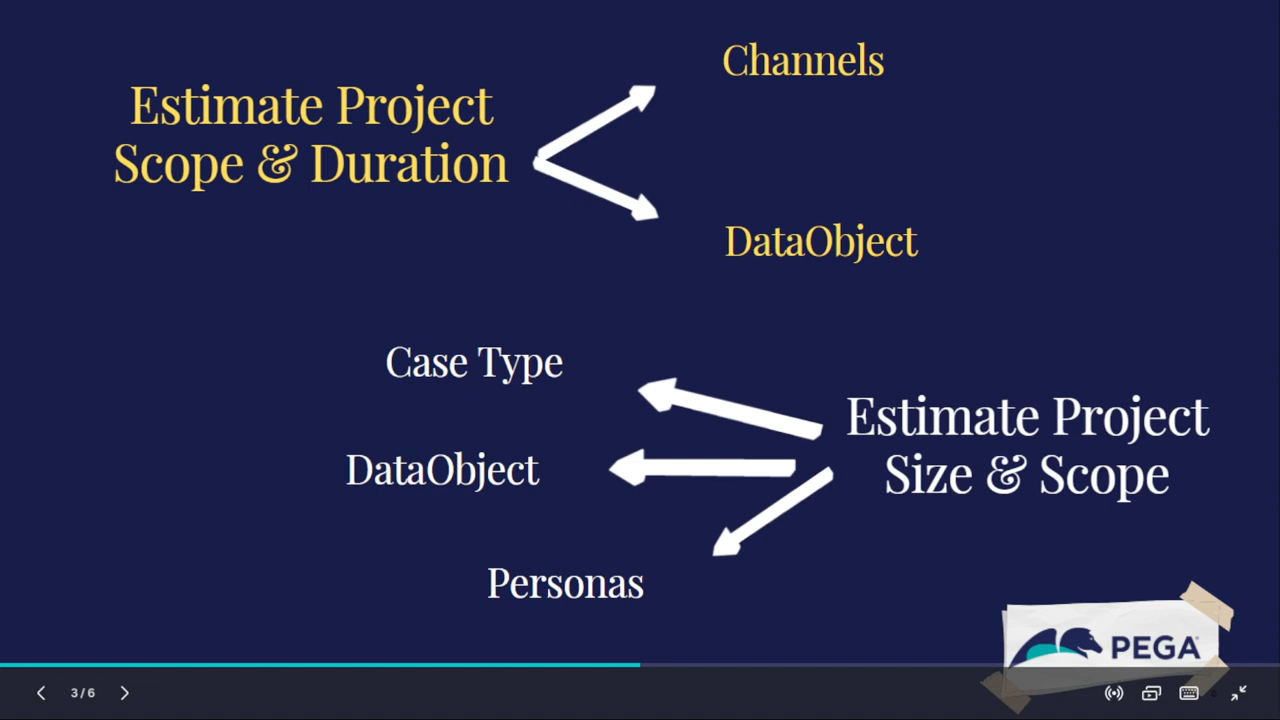 Channels
Estimate Project
Scope & Duration
DataObject
Case Type
Estimate Project
Size & Scope
DataObject
Personas
PEGA
3/6